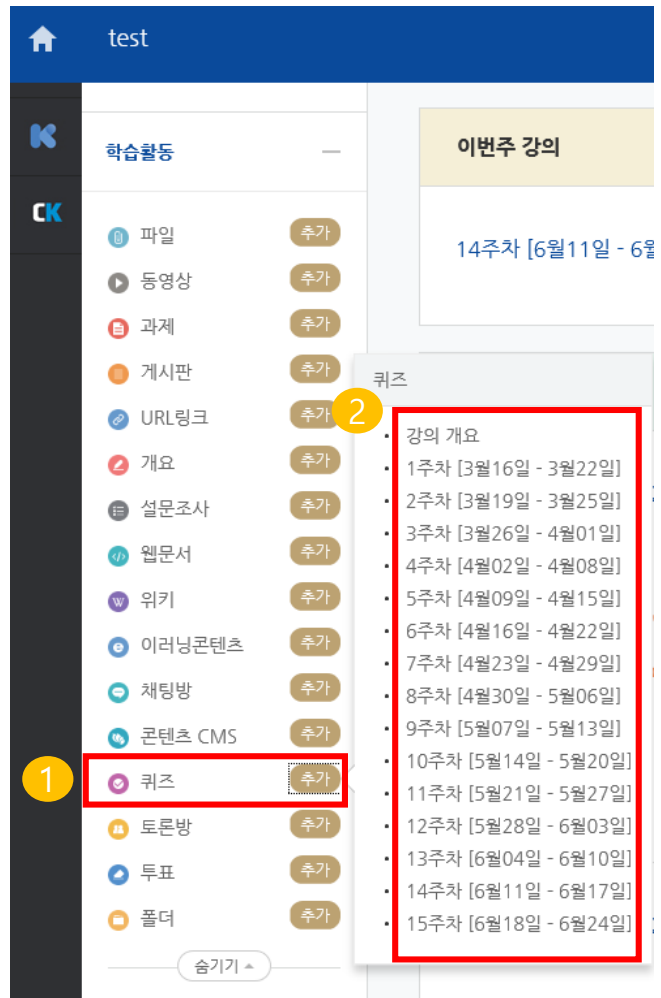 test
K
CK
학습활동
파일 추가
동영상 추가
과제 추가
게시판 추가
URL링크 추가
개요 추가
설문조사 추가
웹문서 추가
위키 추가
이러닝콘텐츠 추가
채팅방 추가
콘텐츠 CMS 추가
1
퀴즈 추가
토론방 추가
투표 추가
폴더 추가
숨기기
이번주 강의
14주차 [6월11일 - 6월
퀴즈
2
강의 개요
1주차 [3월16일 - 3월22일]
2주차 [3월19일 - 3월25일]
3주차 [3월26일 - 4월01일]
4주차 [4월02일 - 4월08일]
5주차 [4월09일 - 4월15일]
6주차 [4월16일 - 4월22일]
7주차 [4월23일 - 4월29일]
8주차 [4월30일 - 5월06일]
9주차 [5월07일 - 5월13일]
10주차 [5월14일 - 5월20일]
11주차 [5월21일 - 5월27일]
12주차 [5월28일 - 6월03일]
13주차 [6월04일 - 6월10일]
14주차 [6월11일 - 6월17일]
15주차 [6월18일 - 6월24일]